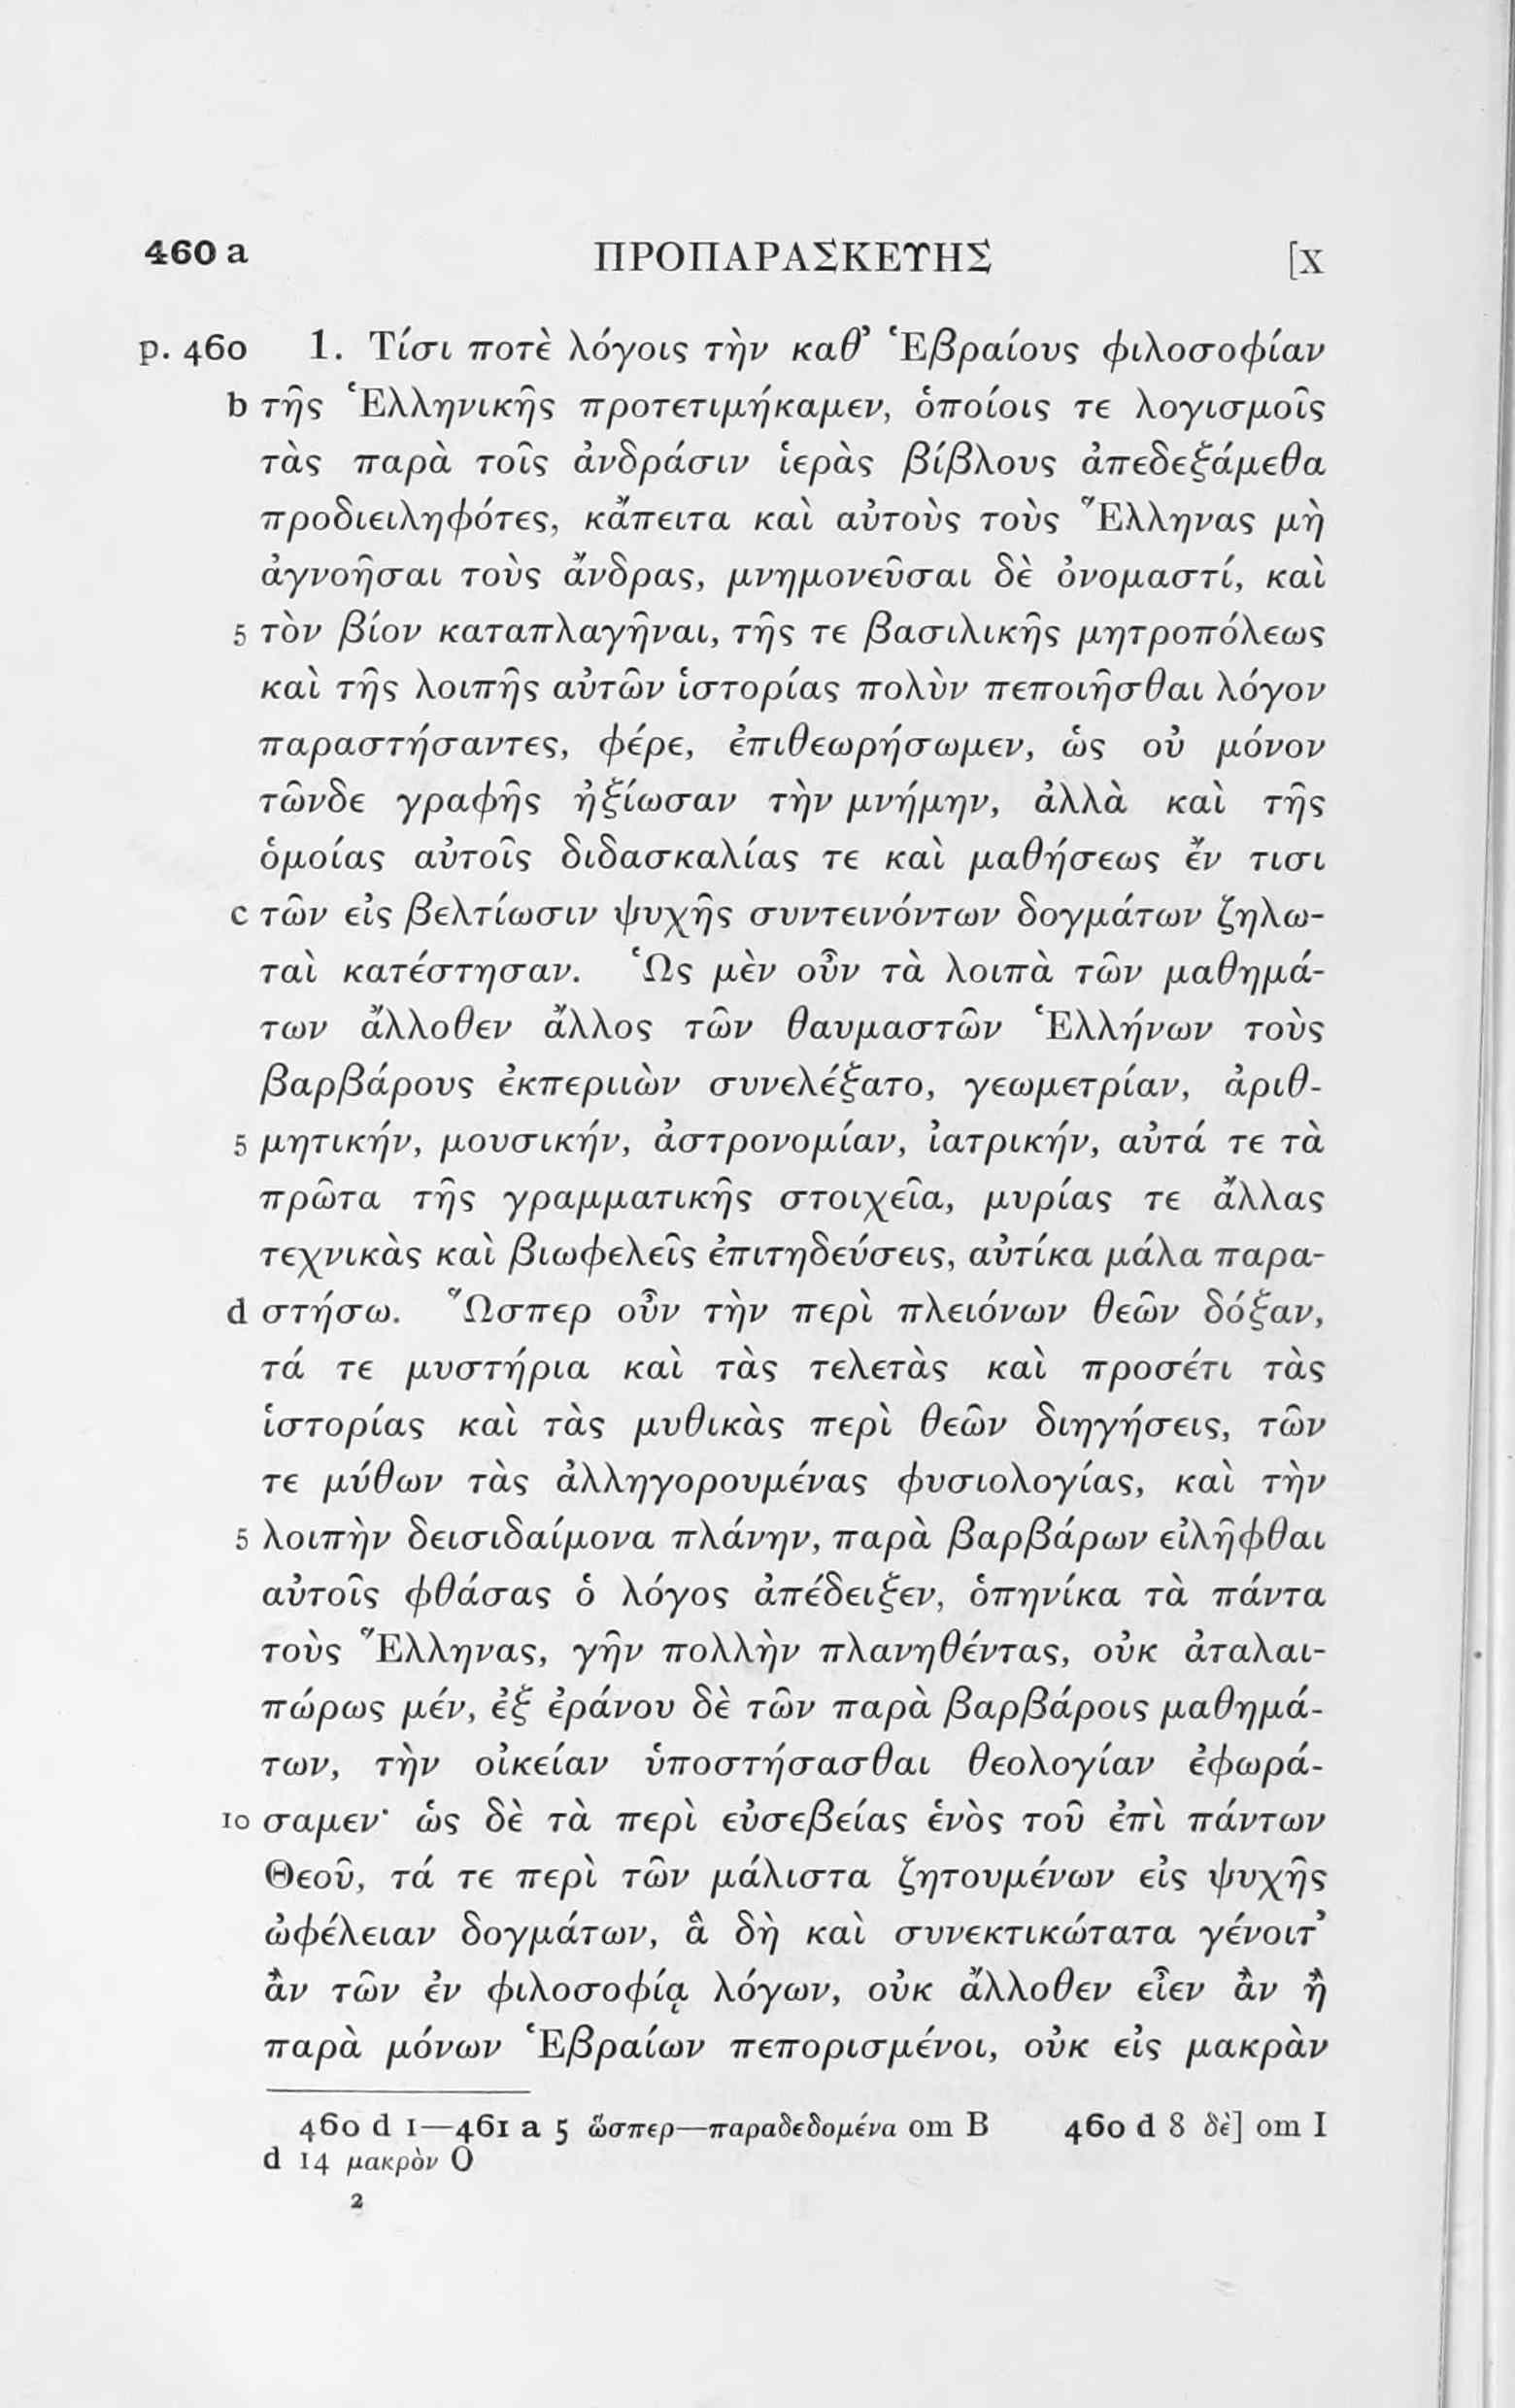 460 a ΠΡΟΠΑΡΑΣΚΕΥΗΣ [X
p. 460 1. Τίσι ποτὲ λόγοις τὴν καθ’ Ἑβραίους φιλοσοφίαν
b τῆς Ἑλληνικῆς προτετιμήκαμεν, ὁποίοις τε λογισμοῖς
τὰς παρὰ τοῖς ἀνδράσιν ἱερὰς βίβλους ἀπεδεξάμεθα
προδιειληφότες, κἄπειτα καὶ αὐτοὺς τοὺς Ἕλληνας μὴ
ἀγνοῆσαι τοὺς ἄνδρας, μνημονεῦσαι δὲ ὀνομαστί, καὶ
5 τὸν βίον καταπλαγῆναι, τῆς τε βασιλικῆς μητροπόλεως
καὶ τῆς λοιπῆς αὐτῶν ἱστορίας πολὺν πεποιῆσθαι λόγον
παραστήσαντες, φέρε, ἐπιθεωρήσωμεν, ὡς οὐ μόνον
τῶνδε γραφῆς ἠξίωσαν τὴν μνήμην, ἀλλὰ καὶ τῆς
ὁμοίας αὐτοῖς διδασκαλίας τε καὶ μαθήσεως ἔν τισι
c τῶν εἰς βελτίωσιν ψυχῆς συντεινόντων δογμάτων ζηλω-
ταὶ κατέστησαν. Ὡς μὲν οὖν τὰ λοιπὰ τῶν μαθημά-
των ἄλλοθεν ἄλλος τῶν θαυμαστῶν Ἑλλήνων τοὺς
βαρβάρους ἐκπεριιὼν συνελέξατο, γεωμετρίαν, ἀριθ-
5 μητικήν, μουσικήν, ἀστρονομίαν, ἰατρικήν, αὐτά τε τὰ
πρῶτα τῆς γραμματικῆς στοιχεῖα, μυρίας τε ἄλλας
τεχνικὰς καὶ βιωφελεῖς ἐπιτηδεύσεις, αὐτίκα μάλα παρα-
d στήσω. Ὥσπερ οὖν τὴν περὶ πλειόνων θεῶν δόξαν,
τά τε μυστήρια καὶ τὰς τελετὰς καὶ προσέτι τὰς
ἱστορίας καὶ τὰς μυθικὰς περὶ θεῶν διηγήσεις, τῶν
τε μύθων τὰς ἀλληγορουμένας φυσιολογίας, καὶ τὴν
5 λοιπὴν δεισιδαίμονα πλάνην, παρὰ βαρβάρων εἰλῆφθαι
αὐτοῖς φθάσας ὁ λόγος ἀπέδειξεν, ὁπηνίκα τὰ πάντα
τοὺς Ἕλληνας, γῆν πολλὴν πλανηθέντας, οὐκ ἀταλαι-
πώρως μέν, ἐξ ἐράνου δὲ τῶν παρὰ βαρβάροις μαθημά-
των, τὴν οἰκείαν ὑποστήσασθαι θεολογίαν ἐφωρά-
10 σαμεν· ὡς δὲ τὰ περὶ εὐσεβείας ἑνὸς τοῦ ἐπὶ πάντων
Θεοῦ, τά τε περὶ τῶν μάλιστα ζητουμένων εἰς ψυχῆς
ὠφέλειαν δογμάτων, ἃ δὴ καὶ συνεκτικώτατα γένοιτ’
ἂν τῶν ἐν φιλοσοφίᾳ λόγων, οὐκ ἄλλοθεν εἶεν ἂν ἢ
παρὰ μόνων Ἑβραίων πεπορισμένοι, οὐκ εἰς μακρὰν
460 d 1—461 a 5 ὥσπερ—παραδεδομένα om B 460 d 8 δὲ] om I
d 14 μακρὸν O
2